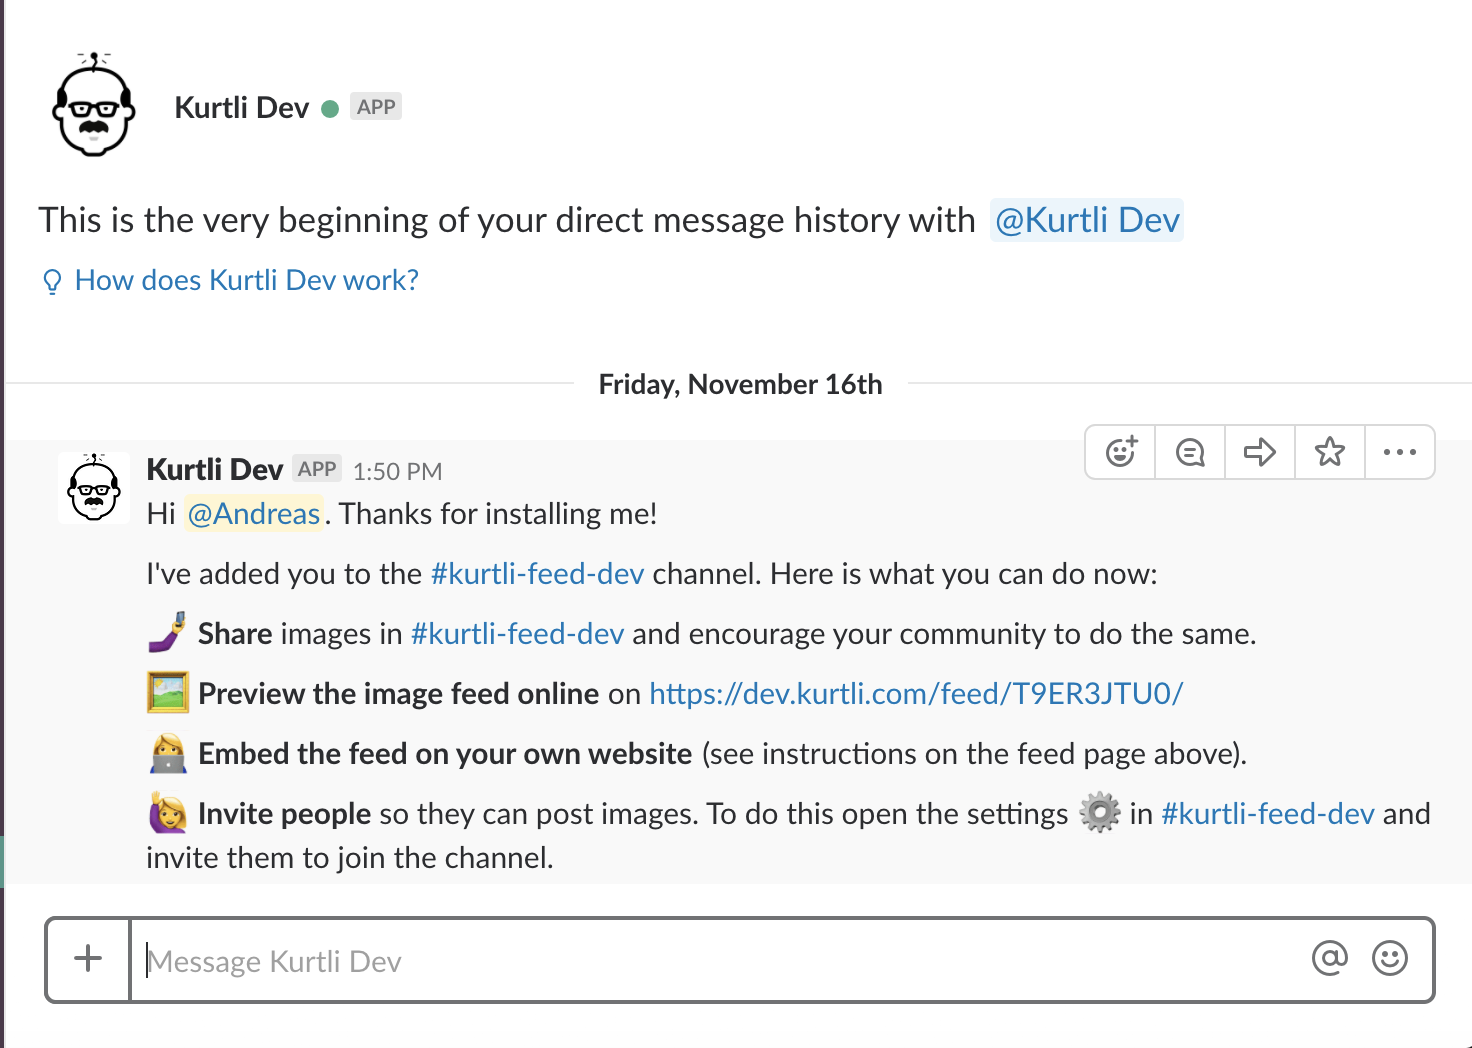 Kurtli Dev APP
This is the very beginning of your direct message history with @Kurtli Dev
How does Kurtli Dev work?
Friday, November 16th
Kurtli Dev APP 1:50 PM
Hi @Andreas. Thanks for installing me!
I've added you to the #kurtli-feed-dev channel. Here is what you can do now:
Share images in #kurtli-feed-dev and encourage your community to do the same.
Preview the image feed online on https://dev.kurtli.com/feed/T9ER3JTU0/
Embed the feed on your own website (see instructions on the feed page above).
Invite people so they can post images. To do this open the settings in #kurtli-feed-dev and
invite them to join the channel.
Message Kurtli Dev